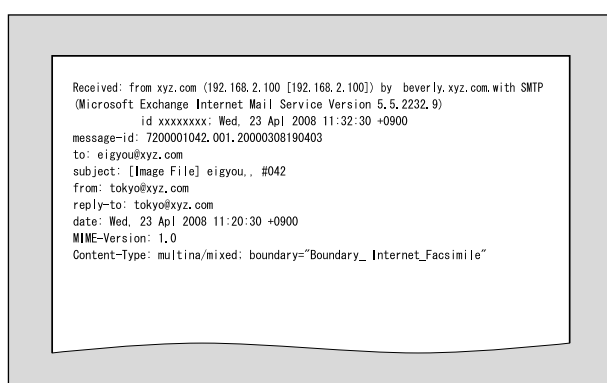 Received: from xyz.com (192.168.2.100 [192.168.2.100]) by beverly.xyz.com.with SMTP
(Microsoft Exchange Internet Mail Service Version 5.5.2232.9)
id xxxxxxxx; Wed, 23 Apl 2008 11:32:30 +0900
message-id: 7200001042.001.20000308190403
to: eigyou@xyz.com
subject: [Image File] eigyou,, #042
from: tokyo@xyz.com
reply-to: tokyo@xyz.com
date: Wed, 23 Apl 2008 11:20:30 +0900
MIME-Version: 1.0
Content-Type: multina/mixed; boundary="Boundary_ Internet_Facsimile"